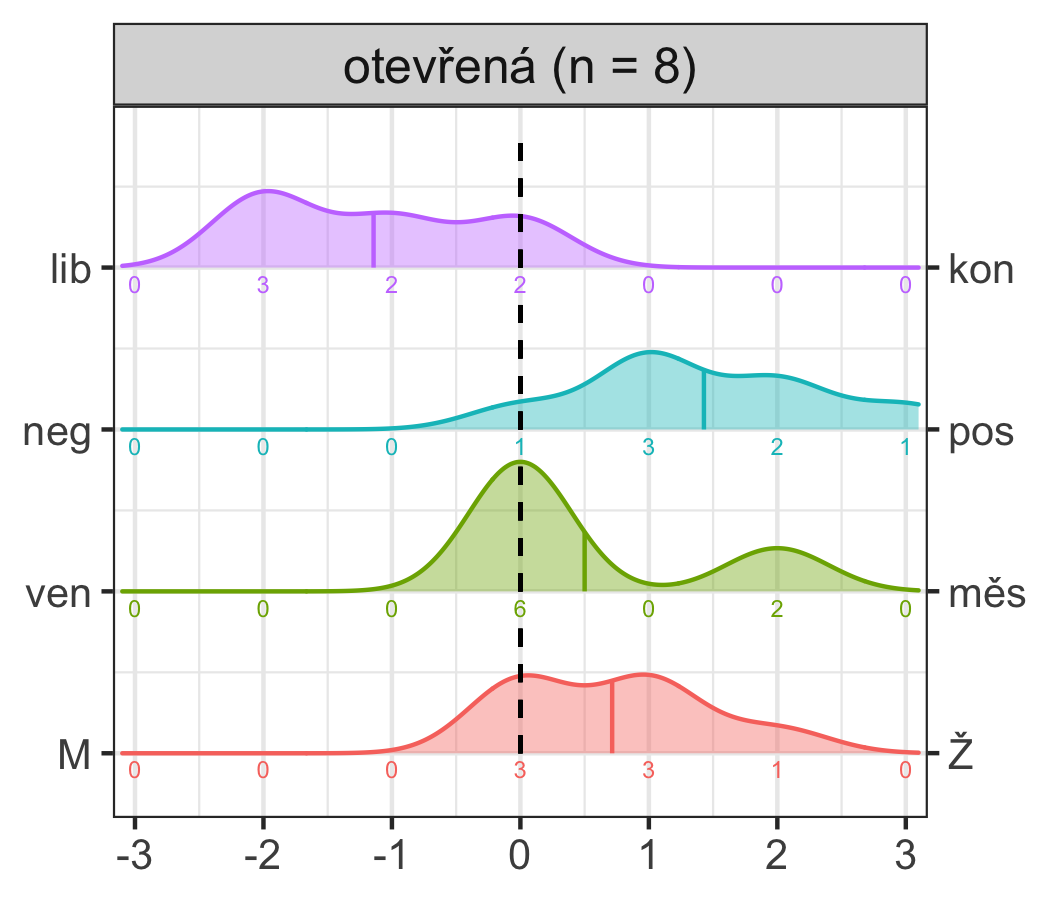 otevřená (n = 8)
lib kon
0 3 2 2 0 0 0
neg pos
0 0 0 1 3 2 1
ven měs
0 0 0 6 0 2 0
M Ž
0 0 0 3 3 1 0
-3 -2 -1 0 1 2 3